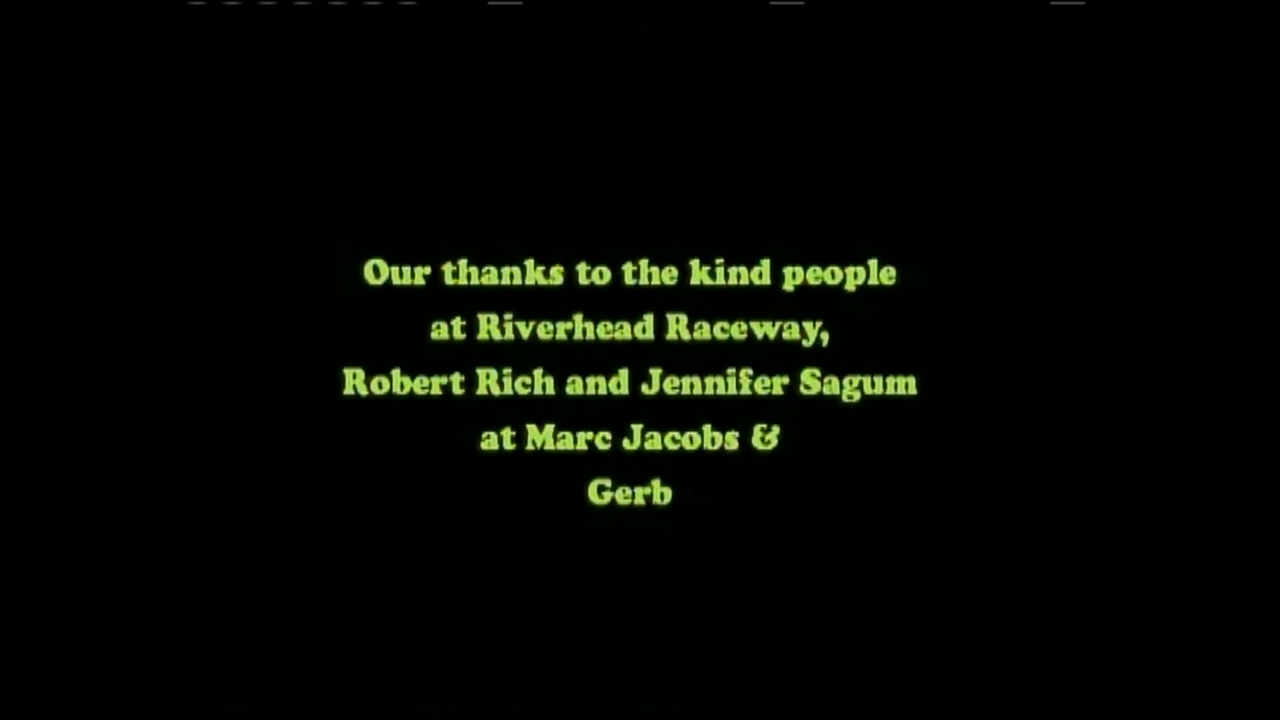 Our thanks to the kind people
at Riverhead Raceway,
Robert Rich and Jennifer Sagum
at Marc Jacobs &
Gerb